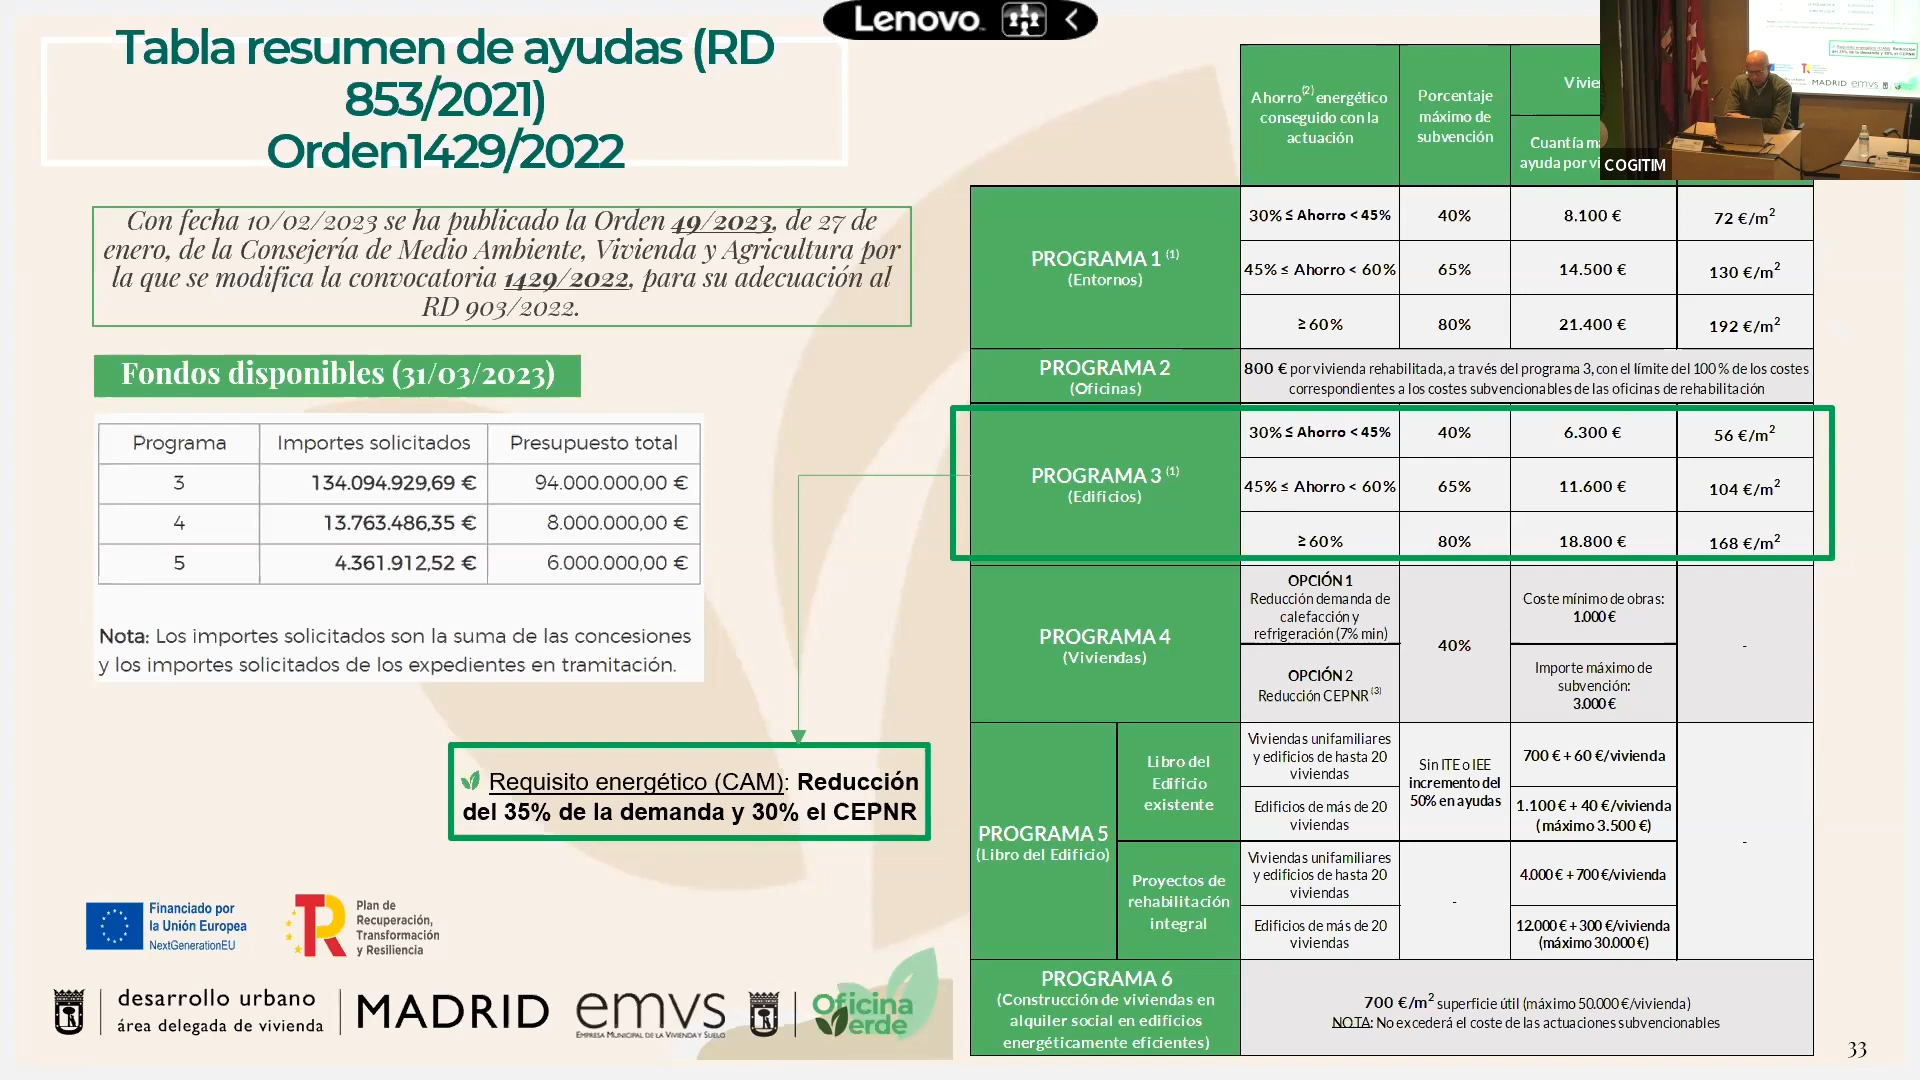 Lenovo
Tabla resumen de ayudas (RD
853/2021)
Orden1429/2022
Con fecha 10/02/2023 se ha publicado la Orden 49/2023, de 27 de
enero, de la Consejería de Medio Ambiente, Vivienda y Agricultura por
la que se modifica la convocatoria 1429/2022, para su adecuación al
RD 903/2022.
Fondos disponibles (31/03/2023)
Programa Importes solicitados Presupuesto total
3 134.094.929,69 € 94.000.000,00 €
4 13.763.486,35 € 8.000.000,00 €
5 4.361.912,52 € 6.000.000,00 €
Nota: Los importes solicitados son la suma de las concesiones
y los importes solicitados de los expedientes en tramitación.
Requisito energético (CAM): Reducción
del 35% de la demanda y 30% el CEPNR
Financiado por
la Unión Europea
NextGenerationEU
Plan de
Recuperación,
Transformación
y Resiliencia
desarrollo urbano
área delegada de vivienda
MADRID
emvs
Empresa Municipal de la Vivienda y Suelo
Oficina
Verde
Ahorro(2) energético
conseguido con la
actuación
Porcentaje
máximo de
subvención
Cuantía
ayuda por
COGITIM
PROGRAMA 1 (1)
(Entornos)
30% ≤ Ahorro < 45% 40% 8.100 € 72 €/m2
45% ≤ Ahorro < 60% 65% 14.500 € 130 €/m2
≥ 60% 80% 21.400 € 192 €/m2
PROGRAMA 2
(Oficinas)
800 € por vivienda rehabilitada, a través del programa 3, con el límite del 100 % de los costes
correspondientes a los costes subvencionables de las oficinas de rehabilitación
PROGRAMA 3 (1)
(Edificios)
30% ≤ Ahorro < 45% 40% 6.300 € 56 €/m2
45% ≤ Ahorro < 60% 65% 11.600 € 104 €/m2
≥ 60% 80% 18.800 € 168 €/m2
PROGRAMA 4
(Viviendas)
OPCIÓN 1
Reducción demanda de
calefacción y
refrigeración (7% min)
OPCIÓN 2
Reducción CEPNR (3)
40%
Coste mínimo de obras:
1.000 €
Importe máximo de
subvención:
3.000 €
-
PROGRAMA 5
(Libro del Edificio)
Libro del
Edificio
existente
Viviendas unifamiliares
y edificios de hasta 20
viviendas
Edificios de más de 20
viviendas
Sin ITE o IEE
incremento del
50% en ayudas
700 € + 60 €/vivienda
1.100 € + 40 €/vivienda
(máximo 3.500 €)
-
Proyectos de
rehabilitación
integral
Viviendas unifamiliares
y edificios de hasta 20
viviendas
Edificios de más de 20
viviendas
-
4.000 € + 700 €/vivienda
12.000 € + 300 €/vivienda
(máximo 30.000 €)
PROGRAMA 6
(Construcción de viviendas en
alquiler social en edificios
energéticamente eficientes)
700 €/m2 superficie útil (máximo 50.000 €/vivienda)
NOTA: No excederá el coste de las actuaciones subvencionables
33